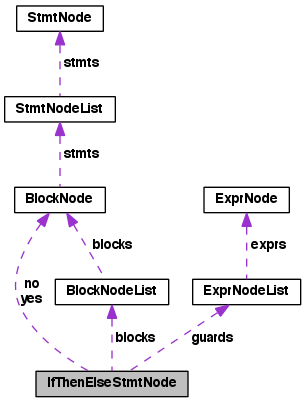 StmtNode
stmts
StmtNodeList
stmts
BlockNode
ExprNode
blocks
exprs
no
yes
BlockNodeList
ExprNodeList
blocks
guards
IfThenElseStmtNode